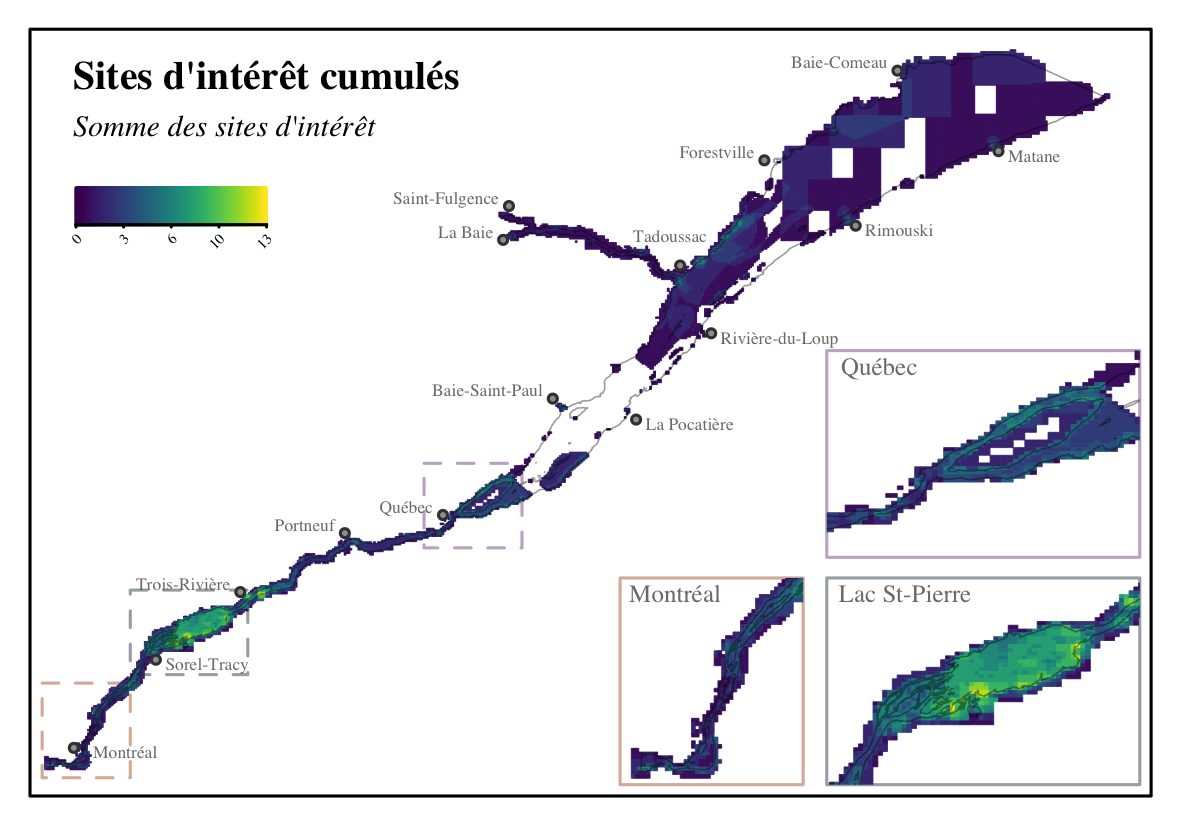 Sites d'intérêt cumulés
Somme des sites d'intérêt
0 3 6 10 13
Baie-Comeau
Forestville
Matane
Saint-Fulgence
La Baie
Tadoussac
Rimouski
Rivière-du-Loup
Baie-Saint-Paul
La Pocatière
Québec
Portneuf
Trois-Rivière
Sorel-Tracy
Montréal
Québec
Montréal
Lac St-Pierre